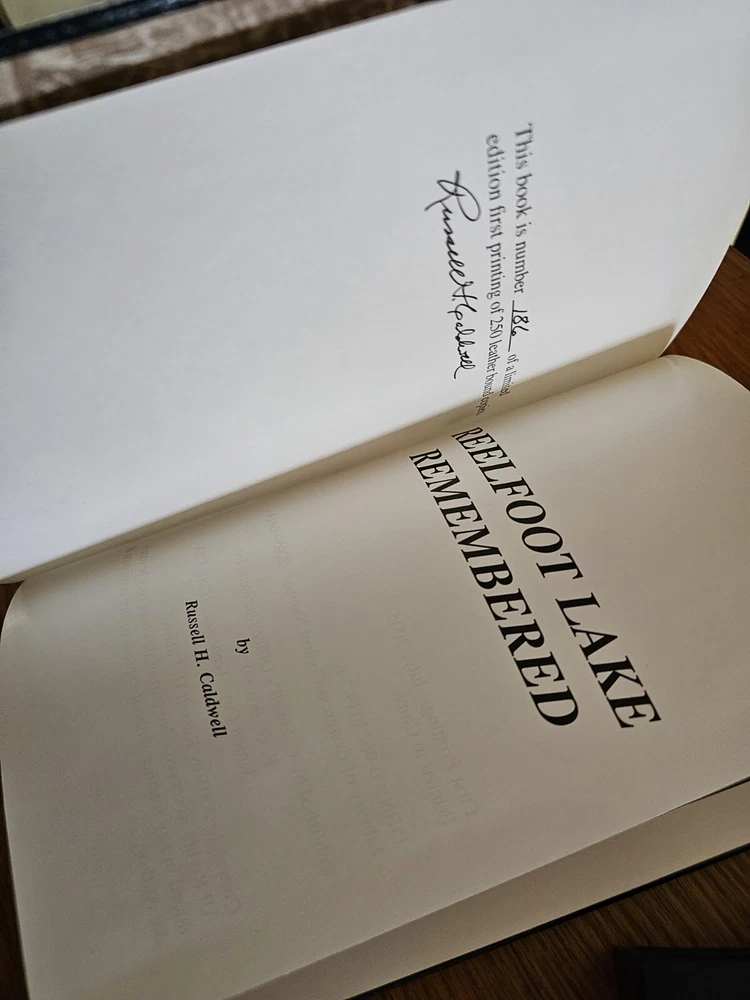 This book is number 186 of a limited
edition first printing of 250 leather bound copies.
Russell H. Caldwell
REELFOOT LAKE
REMEMBERED
by
Russell H. Caldwell